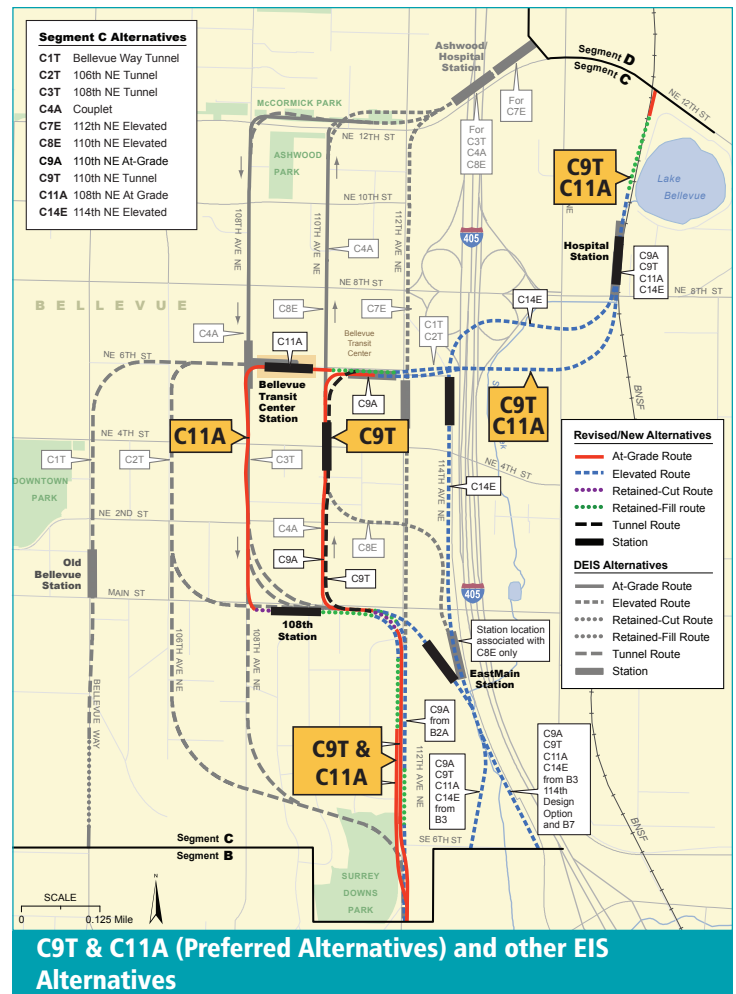 Segment C Alternatives
C1T Bellevue Way Tunnel
C2T 106th NE Tunnel
C3T 108th NE Tunnel
C4A Couplet
C7E 112th NE Elevated
C8E 110th NE Elevated
C9A 110th NE At-Grade
C9T 110th NE Tunnel
C11A 108th NE At Grade
C14E 114th NE Elevated
Ashwood/
Hospital
Station
Segment D
Segment C
For
C7E
For
C3T
C4A
C8E
McCORMICK PARK
NE 12TH ST
NE 12TH ST
ASHWOOD
PARK
C9T
C11A
Lake
Bellevue
NE 10TH ST
108TH AVE NE
110TH AVE NE
112TH AVE NE
C4A
405
NE
Hospital
Station
C9A
C9T
C11A
C14E
NE 8TH ST
NE 8TH ST
BELLEVUE
C8E
C7E
C14E
C4A
C11A
Bellevue
Transit
Center
C1T
C2T
NE 6TH ST
Bellevue
Transit
Center
Station
C9A
C9T
C11A
BNSF
C11A
C9T
NE 4TH ST
NE 4TH ST
C1T
C2T
C3T
114TH AVE NE
C14E
DOWNTOWN
PARK
NE 2ND ST
C4A
C8E
C9A
Old
Bellevue
Station
C9T
405
MAIN ST
108th
Station
Station location
associated with
C8E only
EastMain
Station
Revised/New Alternatives
At-Grade Route
Elevated Route
Retained-Cut Route
Retained-Fill route
Tunnel Route
Station
DEIS Alternatives
At-Grade Route
Elevated Route
Retained-Cut Route
Retained-Fill Route
Tunnel Route
Station
106TH AVE NE
108TH AVE NE
BELLEVUE WAY
C9T &
C11A
C9A
from
B2A
112TH AVE NE
C9A
C9T
C11A
C14E
from
B3
C9A
C9T
C11A
C14E
from B3
114th
Design
Option
and B7
BNSF
SE 6TH ST
Segment C
Segment B
SURREY
DOWNS
PARK
SCALE
0 0.125 Mile
N
C9T & C11A (Preferred Alternatives) and other EIS
Alternatives